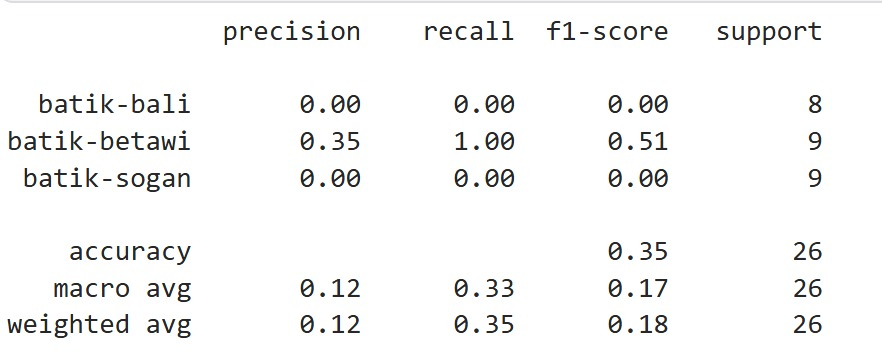 precision recall f1-score support
batik-bali 0.00 0.00 0.00 8
batik-betawi 0.35 1.00 0.51 9
batik-sogan 0.00 0.00 0.00 9
accuracy 0.35 26
macro avg 0.12 0.33 0.17 26
weighted avg 0.12 0.35 0.18 26